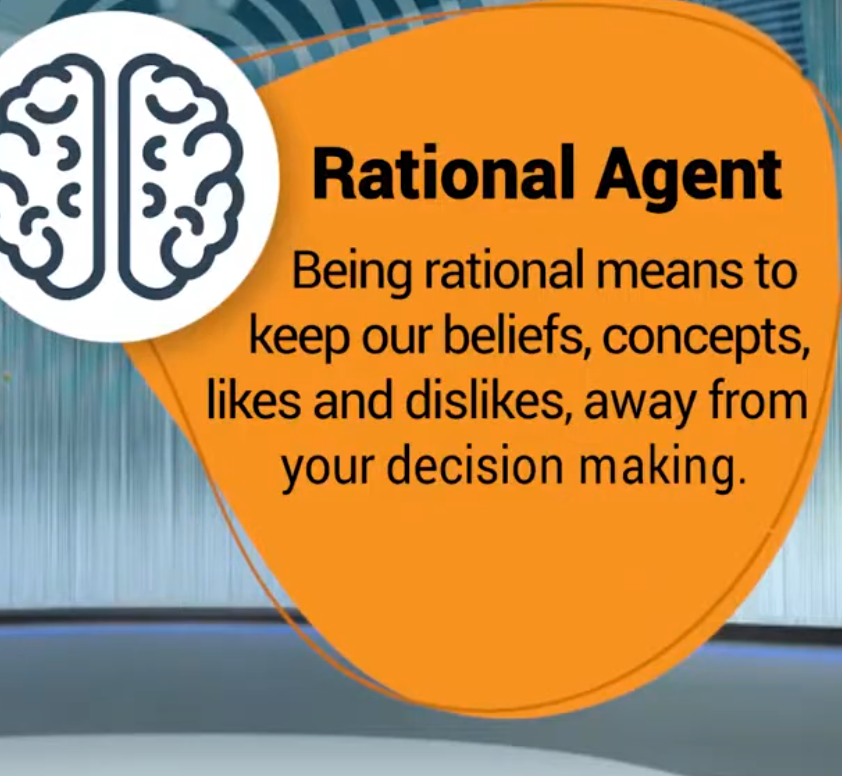 Rational Agent
Being rational means to
keep our beliefs, concepts,
likes and dislikes, away from
your decision making.